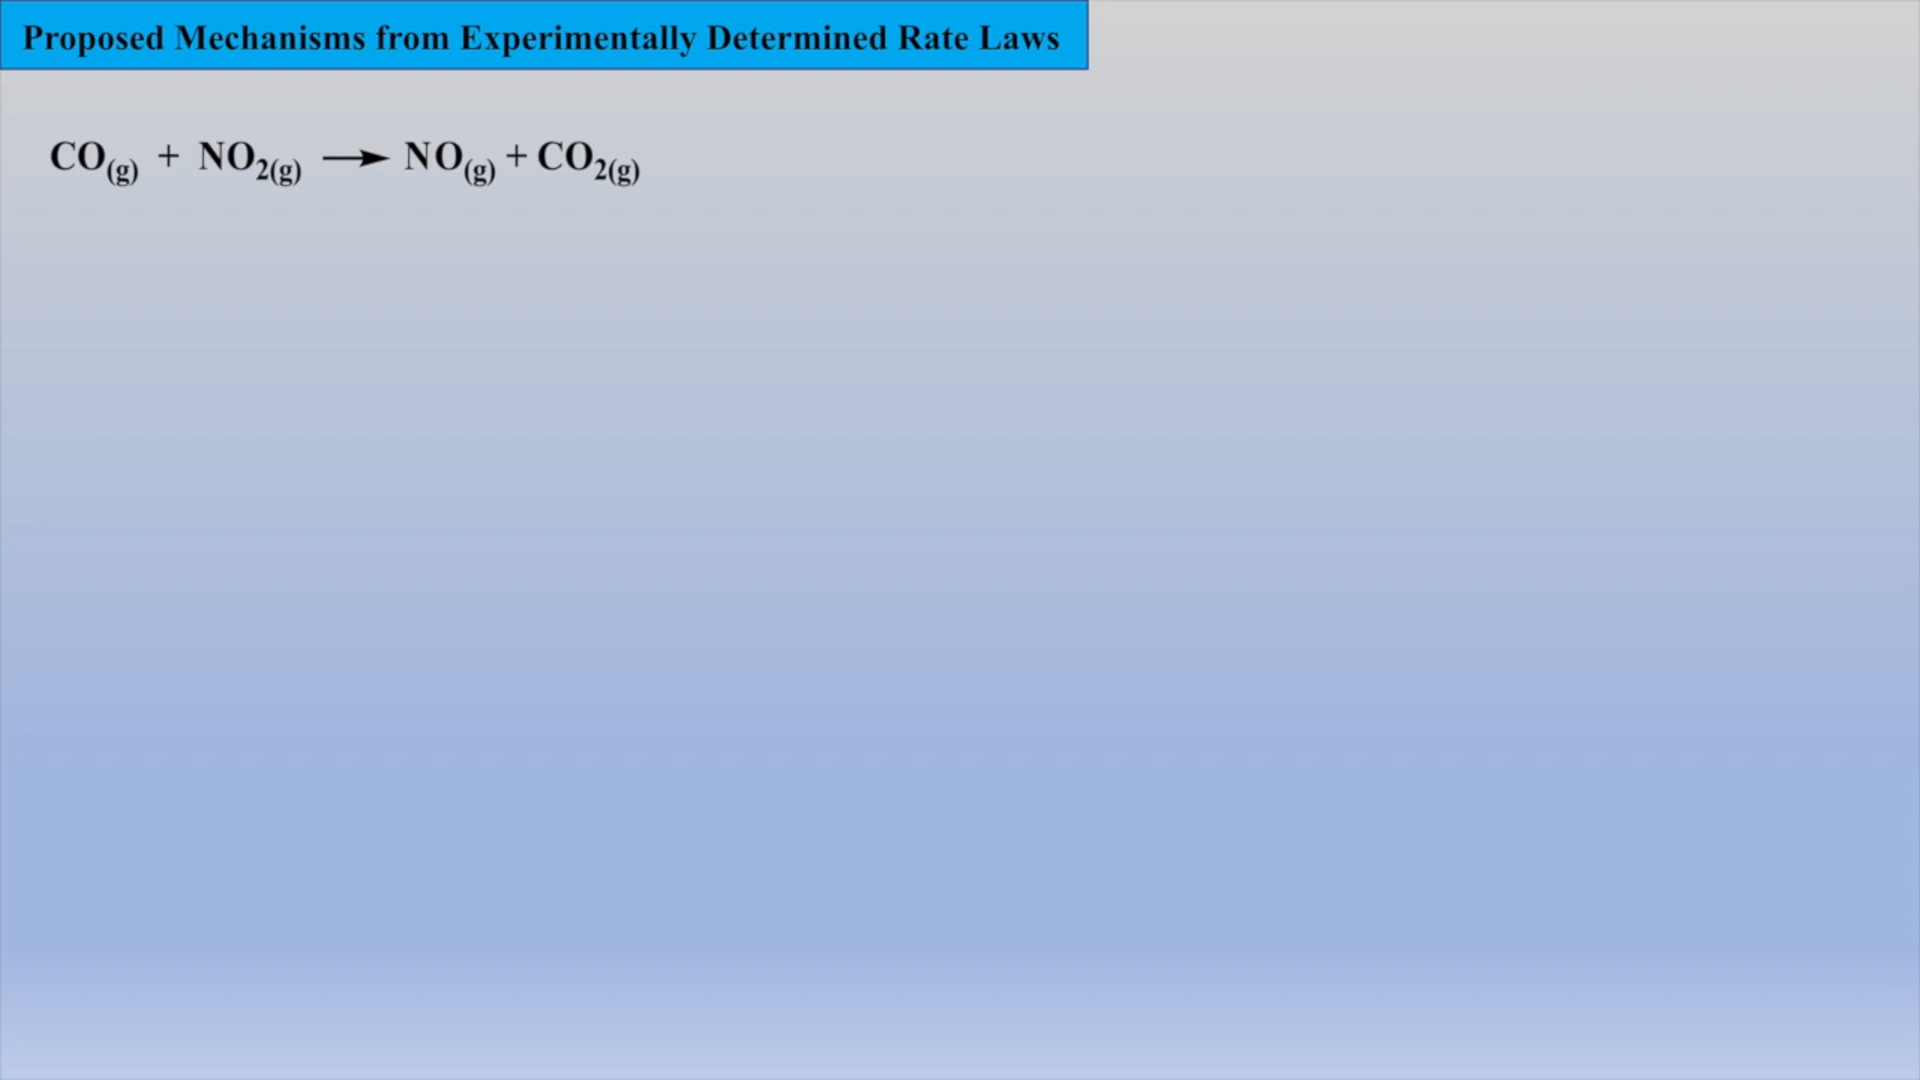 Proposed Mechanisms from Experimentally Determined Rate Laws
CO(g) + NO2(g) ⟶ NO(g) + CO2(g)